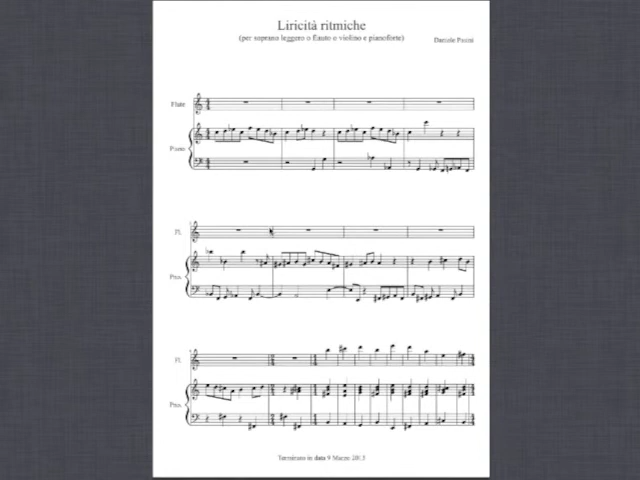 Liricità ritmiche
(per soprano leggero o flauto o violino e pianoforte)
Daniele
Flute
Piano
Fl.
Pno.
Fl.
Pno.
Terminato in data 9 Marzo 2013